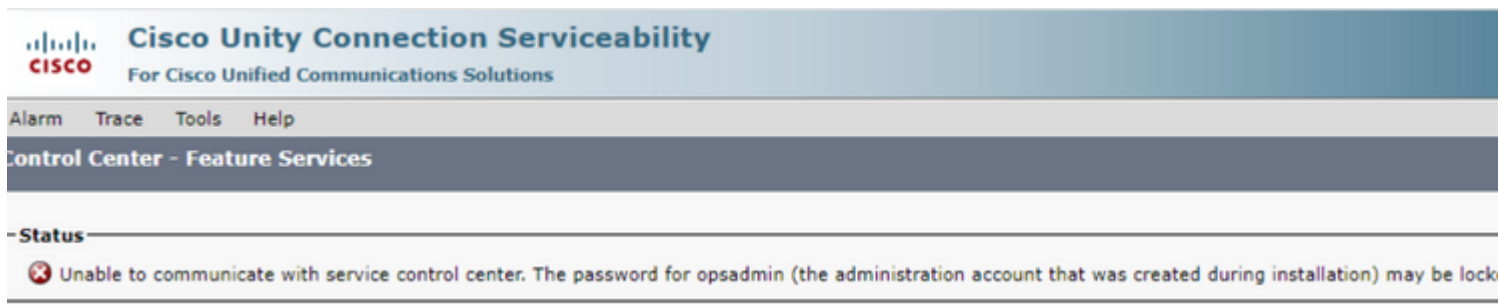 Cisco Unity Connection Serviceability
CISCO
For Cisco Unified Communications Solutions
Alarm Trace Tools Help
Control Center - Feature Services
Status
Unable to communicate with service control center. The password for opsadmin (the administration account that was created during installation) may be